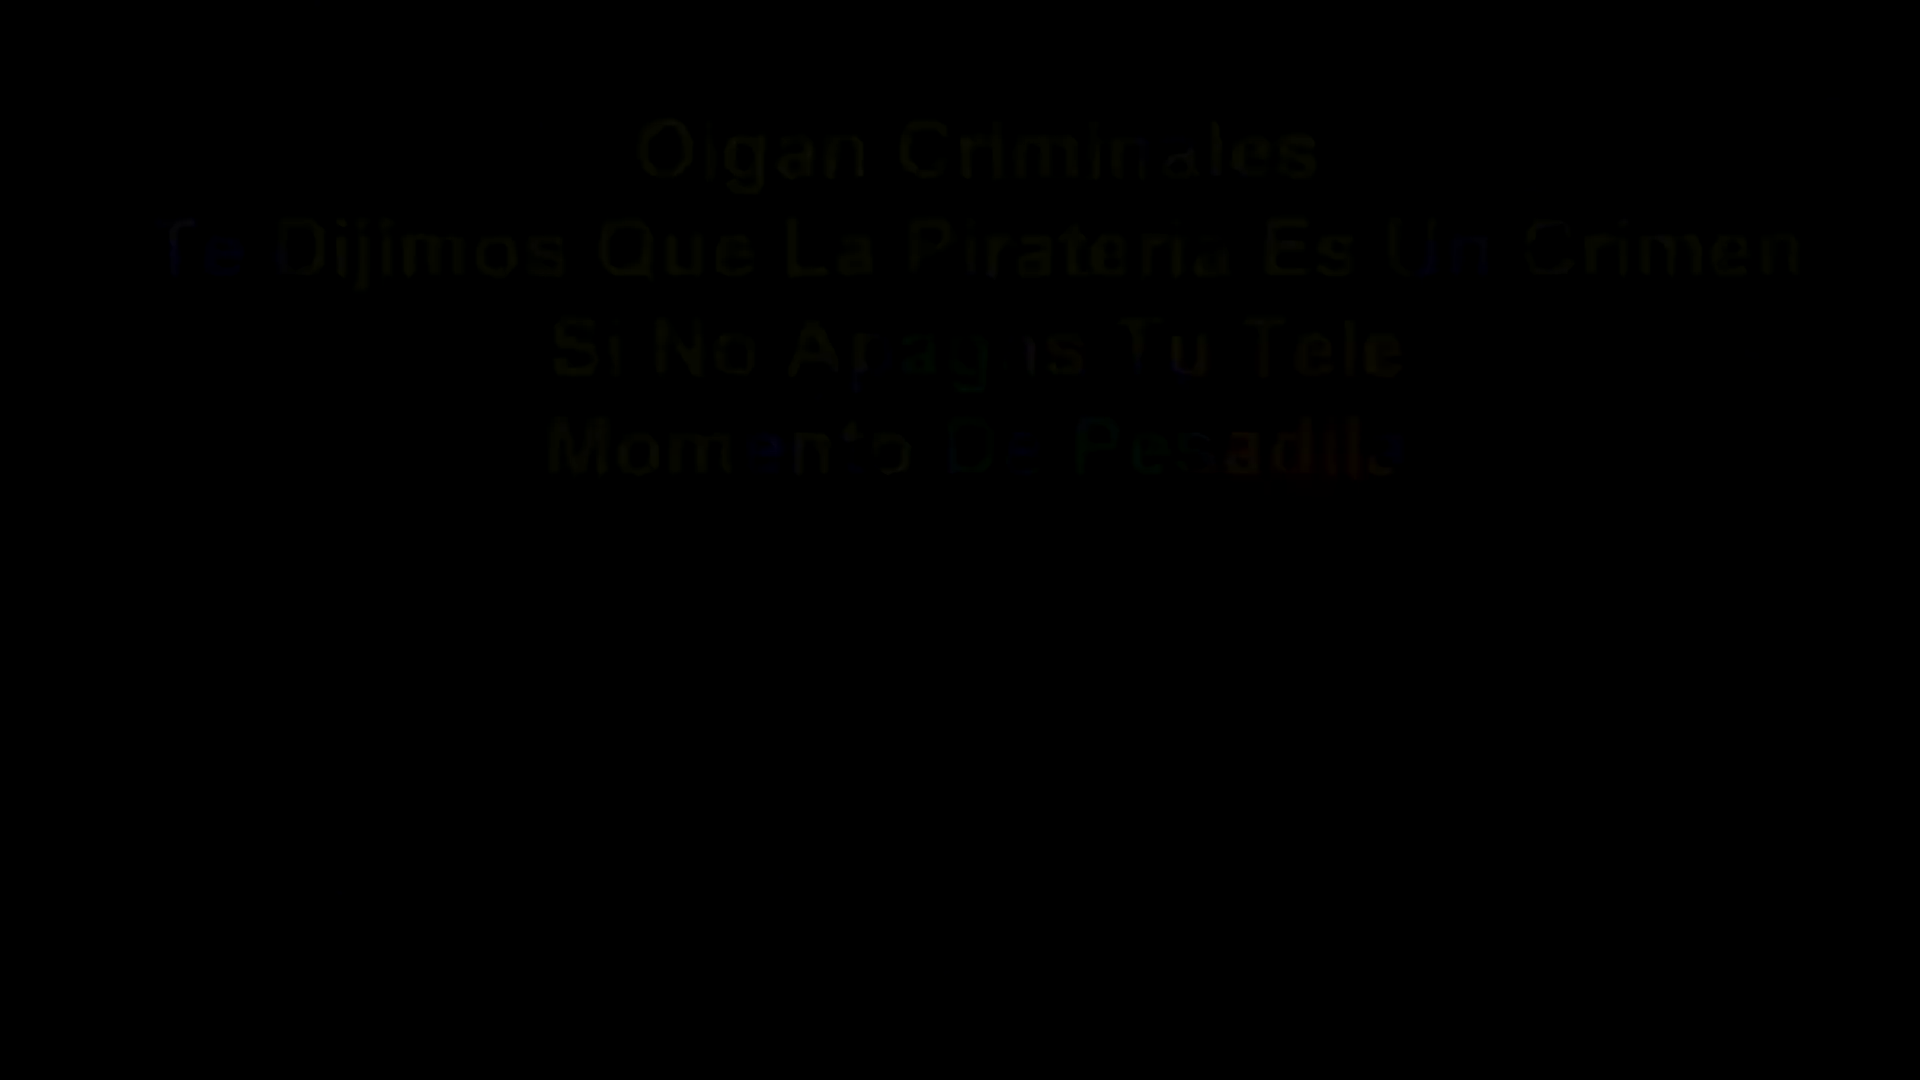 Oigan Criminales
Te Dijimos Que La Pirateria Es Un Crimen
Si No Apagas Tu Tele
Momento De Pesadilla